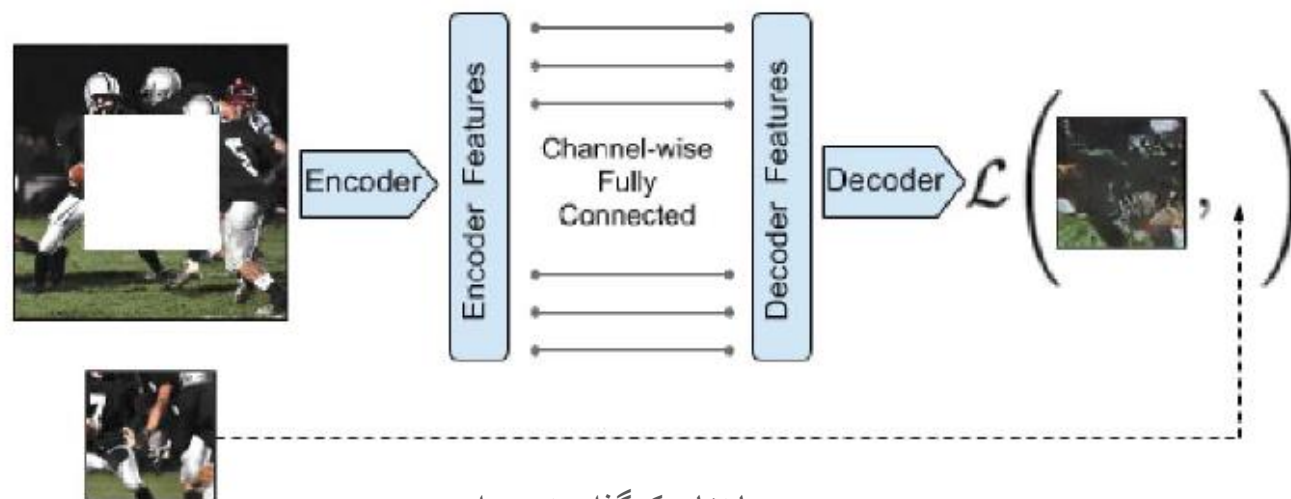 Encoder
Encoder Features
Channel-wise
Fully
Connected
Decoder Features
Decoder
ℒ ( , )